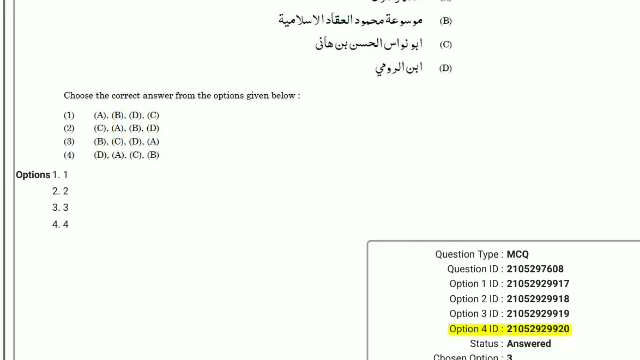 (B) موسوعة محمود العقاد الاسلامية
(C) ابو نواس الحسن بن هانى
(D) ابن الرومي
Choose the correct answer from the options given below :
(1) (A), (B), (D), (C)
(2) (C), (A), (B), (D)
(3) (B), (C), (D), (A)
(4) (D), (A), (C), (B)
Options 1. 1
2. 2
3. 3
4. 4
Question Type : MCQ
Question ID : 2105297608
Option 1 ID : 21052929917
Option 2 ID : 21052929918
Option 3 ID : 21052929919
Option 4 ID : 21052929920
Status : Answered
Chosen Option : 3